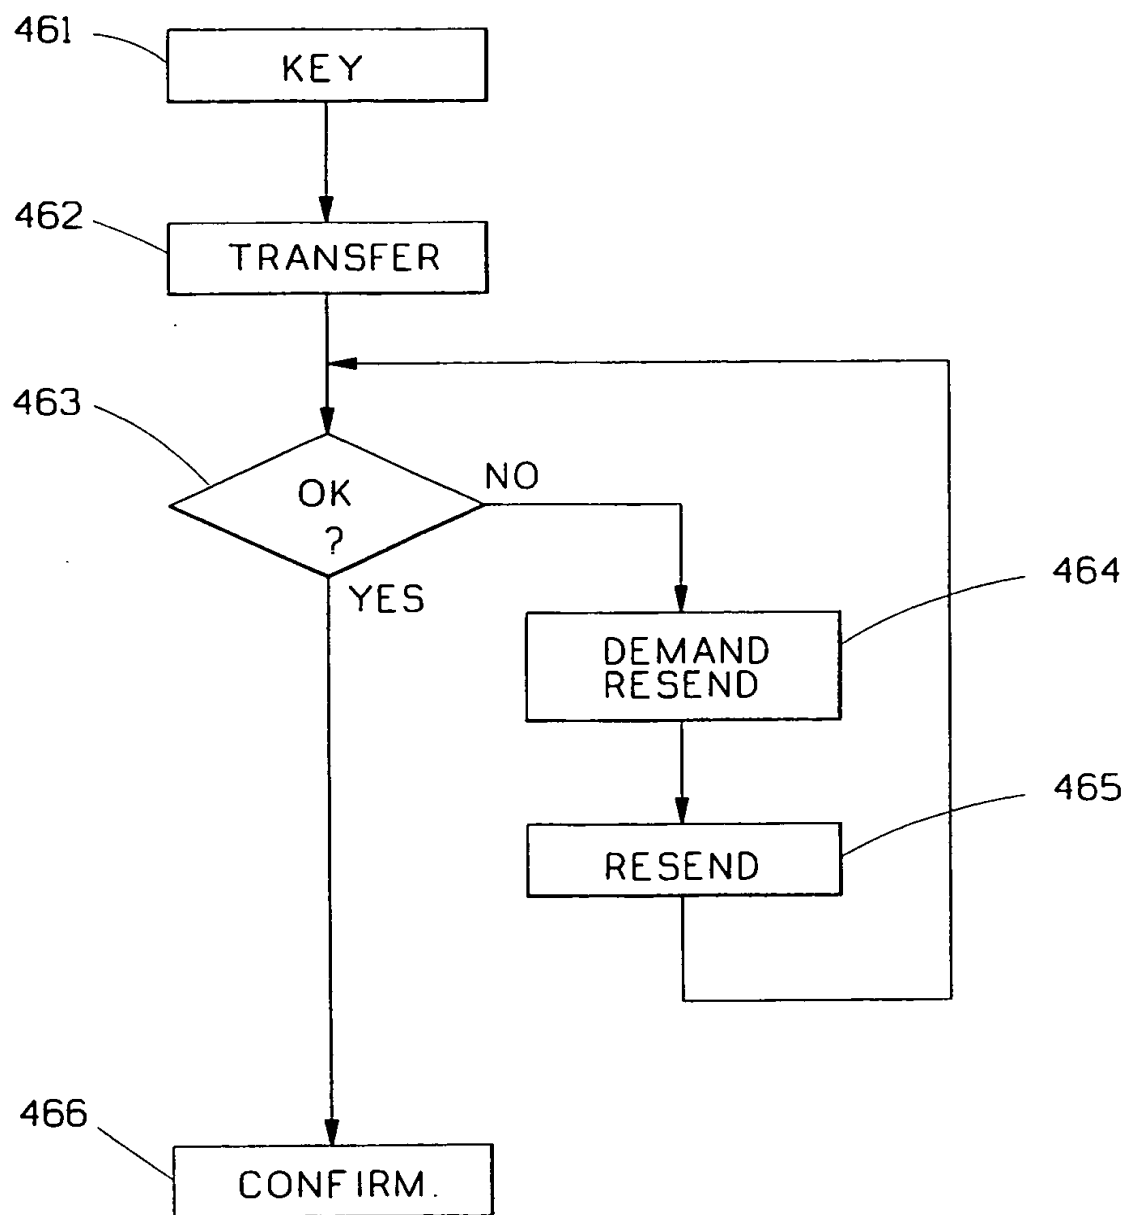 461
KEY
462
TRANSFER
463
OK
?
NO
YES
464
DEMAND
RESEND
465
RESEND
466
CONFIRM.